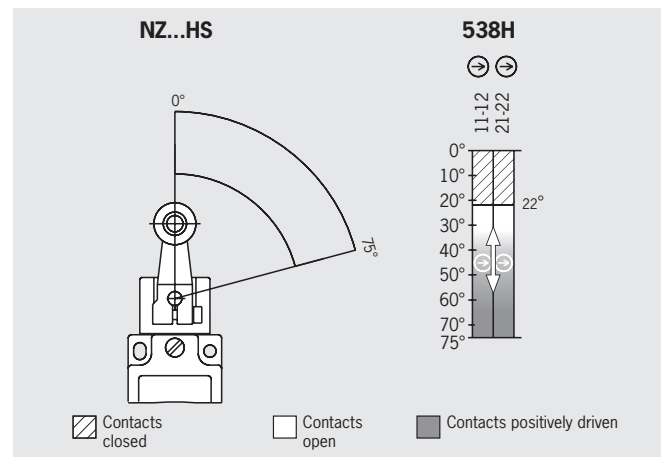 NZ...HS
538H
11-12
21-22
0°
75°
0°
10°
20°
22°
30°
40°
50°
60°
70°
75°
Contacts closed
Contacts open
Contacts positively driven